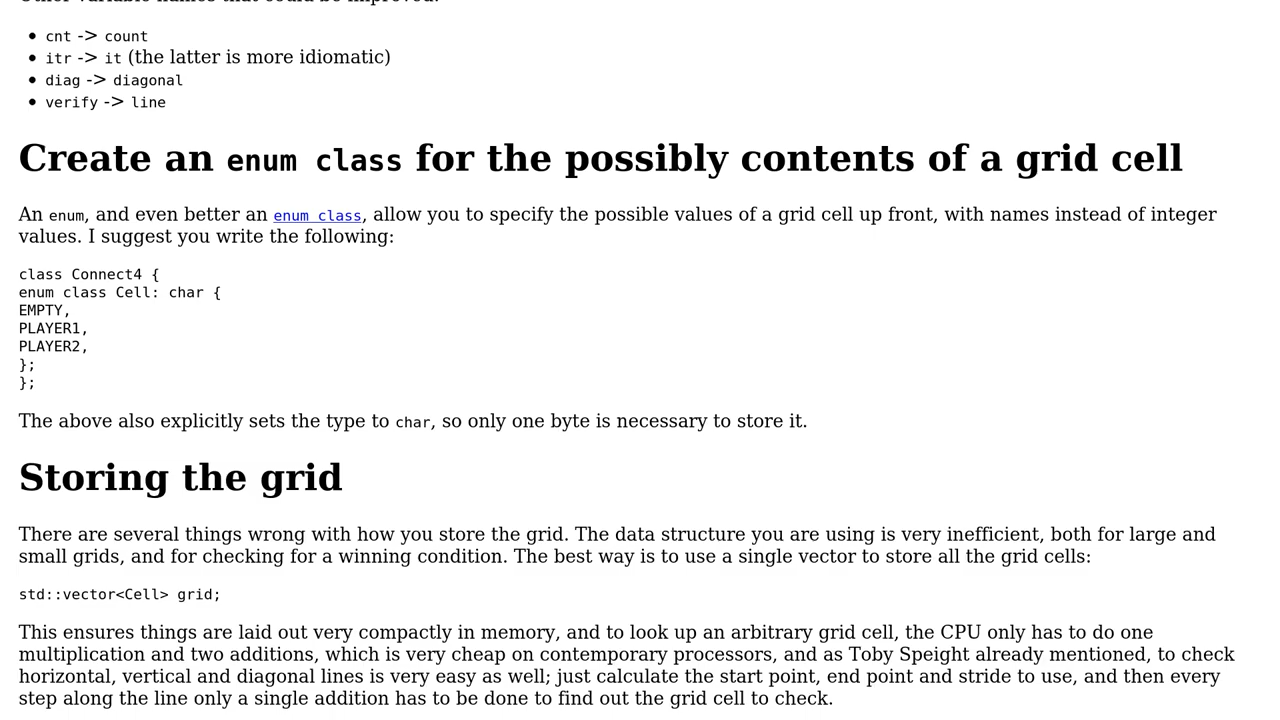 Other variable names that could be improved:
cnt -> count
itr -> it (the latter is more idiomatic)
diag -> diagonal
verify -> line
Create an enum class for the possibly contents of a grid cell
An enum, and even better an enum class, allow you to specify the possible values of a grid cell up front, with names instead of integer
values. I suggest you write the following:
class Connect4 {
enum class Cell: char {
EMPTY,
PLAYER1,
PLAYER2,
};
};
The above also explicitly sets the type to char, so only one byte is necessary to store it.
Storing the grid
There are several things wrong with how you store the grid. The data structure you are using is very inefficient, both for large and
small grids, and for checking for a winning condition. The best way is to use a single vector to store all the grid cells:
std::vector<Cell> grid;
This ensures things are laid out very compactly in memory, and to look up an arbitrary grid cell, the CPU only has to do one
multiplication and two additions, which is very cheap on contemporary processors, and as Toby Speight already mentioned, to check
horizontal, vertical and diagonal lines is very easy as well; just calculate the start point, end point and stride to use, and then every
step along the line only a single addition has to be done to find out the grid cell to check.